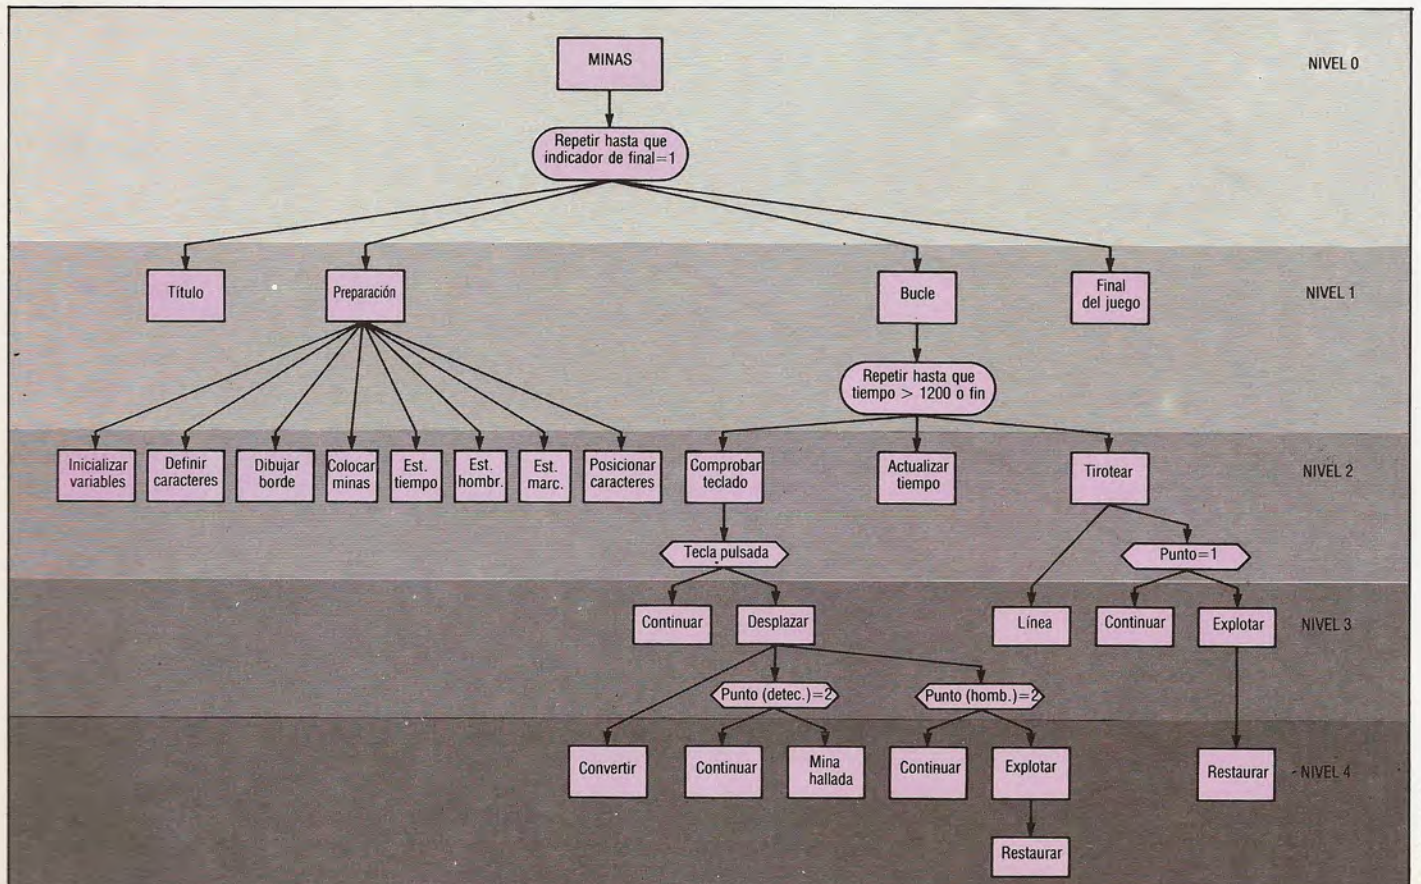 MINAS
NIVEL 0
Repetir hasta que
indicador de final=1
Título
Preparación
Bucle
Final
del juego
NIVEL 1
Repetir hasta que
tiempo > 1200 o fin
Inicializar
variables
Definir
caracteres
Dibujar
borde
Colocar
minas
Est.
tiempo
Est.
hombr.
Est.
marc.
Posicionar
caracteres
Comprobar
teclado
Actualizar
tiempo
Tirotear
NIVEL 2
Tecla pulsada
Punto=1
Continuar
Desplazar
Línea
Continuar
Explotar
NIVEL 3
Punto (detec.)=2
Punto (homb.)=2
Convertir
Continuar
Mina
hallada
Continuar
Explotar
Restaurar
NIVEL 4
Restaurar